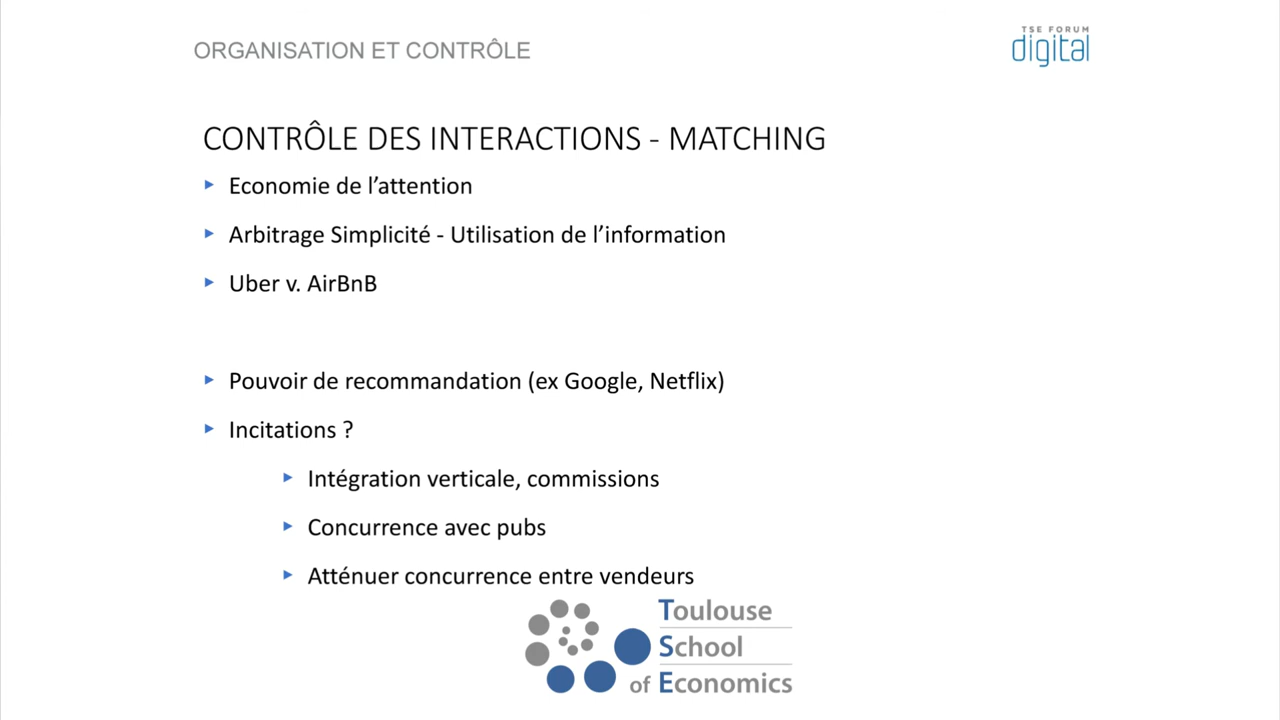 ORGANISATION ET CONTRÔLE
TSE FORUM
digital
CONTRÔLE DES INTERACTIONS - MATCHING
Economie de l’attention
Arbitrage Simplicité - Utilisation de l’information
Uber v. AirBnB
Pouvoir de recommandation (ex Google, Netflix)
Incitations ?
Intégration verticale, commissions
Concurrence avec pubs
Atténuer concurrence entre vendeurs
Toulouse
School
of Economics